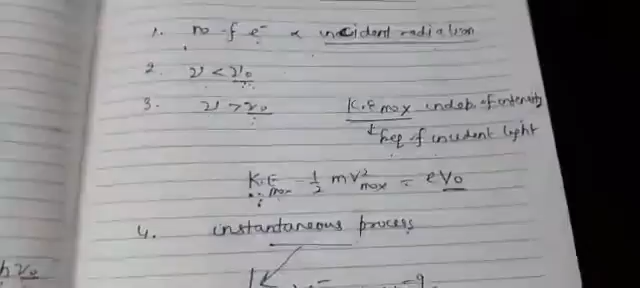 1. no of e⁻ ∝ incident radiation
2. ν < ν₀
3. ν > ν₀ K.E max indep. of intensity
↓ freq of incident light
K.E max = ½ mV²max = eV₀
4. instantaneous process
ν₀